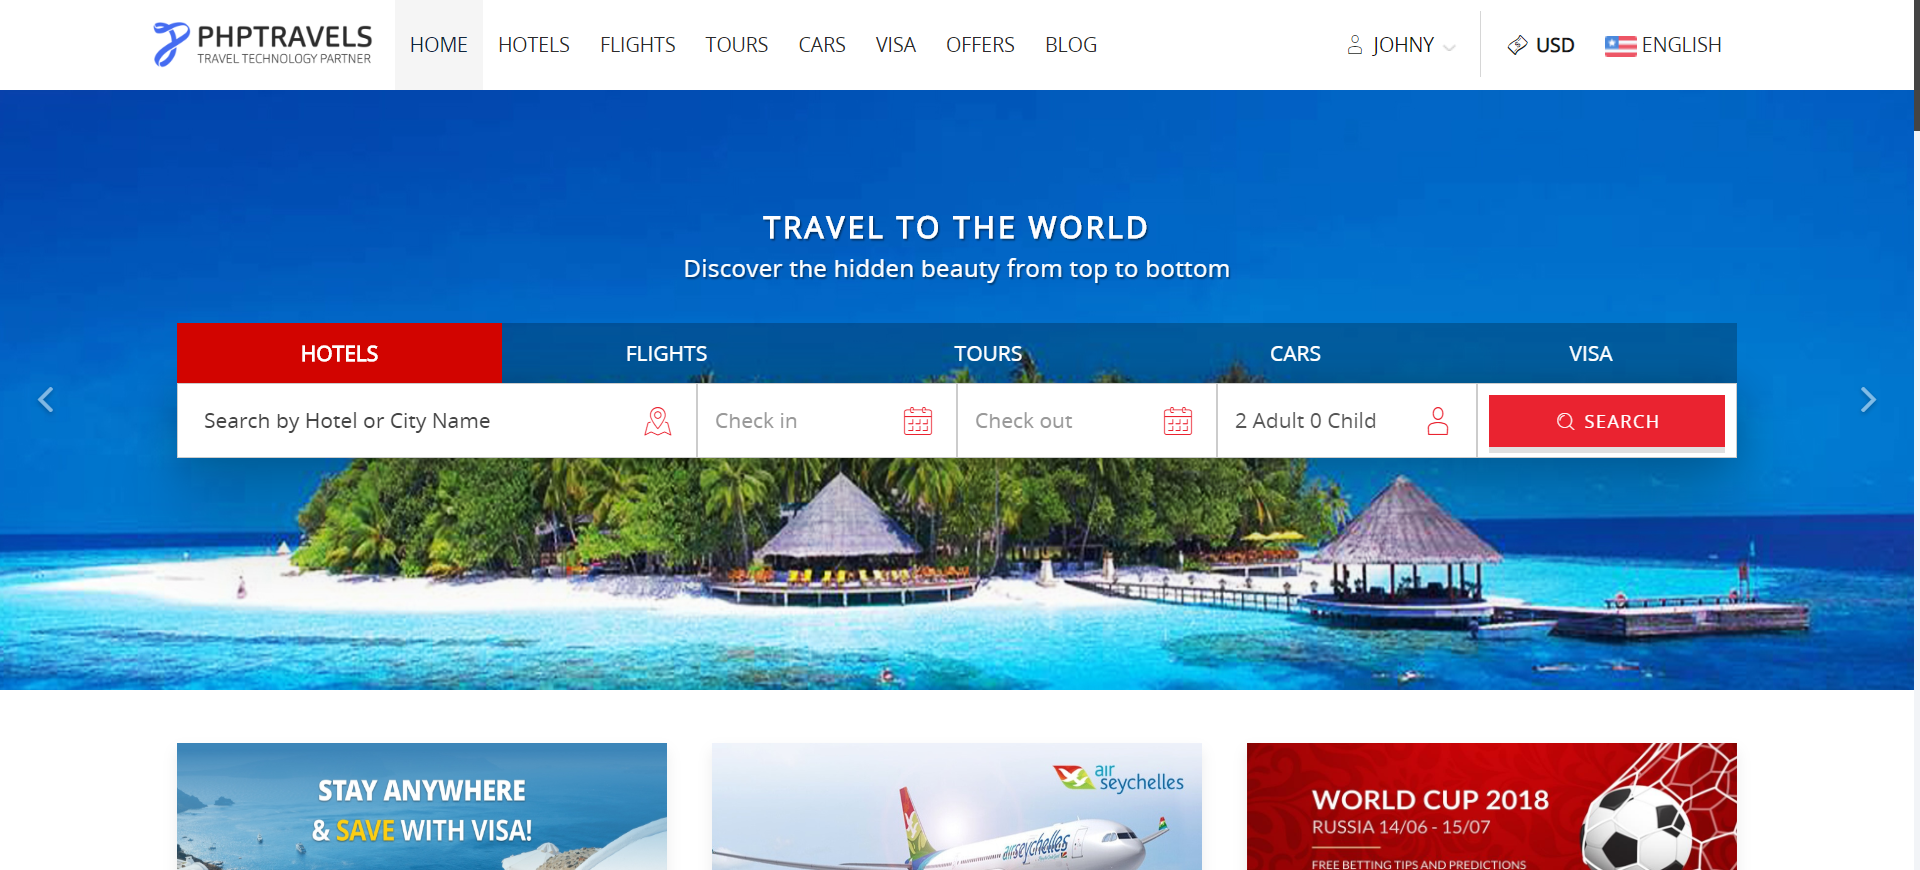 PHPTRAVELS
TRAVEL TECHNOLOGY PARTNER
HOME HOTELS FLIGHTS TOURS CARS VISA OFFERS BLOG JOHNY USD ENGLISH
TRAVEL TO THE WORLD
Discover the hidden beauty from top to bottom
HOTELS FLIGHTS TOURS CARS VISA
Search by Hotel or City Name Check in Check out 2 Adult 0 Child SEARCH
STAY ANYWHERE
& SAVE WITH VISA!
air
seychelles
airseychelles
WORLD CUP 2018
RUSSIA 14/06 - 15/07
FREE BETTING TIPS AND PREDICTIONS